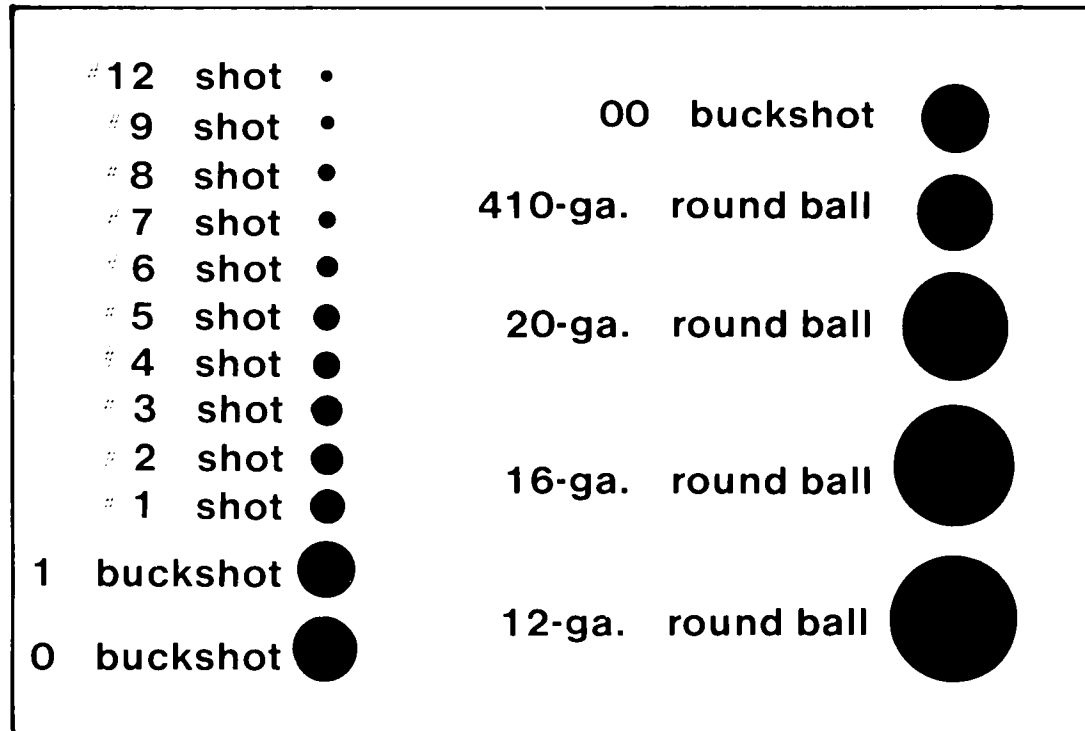 #12 shot
#9 shot
#8 shot
#7 shot
#6 shot
#5 shot
#4 shot
#3 shot
#2 shot
#1 shot
1 buckshot
0 buckshot
00 buckshot
410-ga. round ball
20-ga. round ball
16-ga. round ball
12-ga. round ball